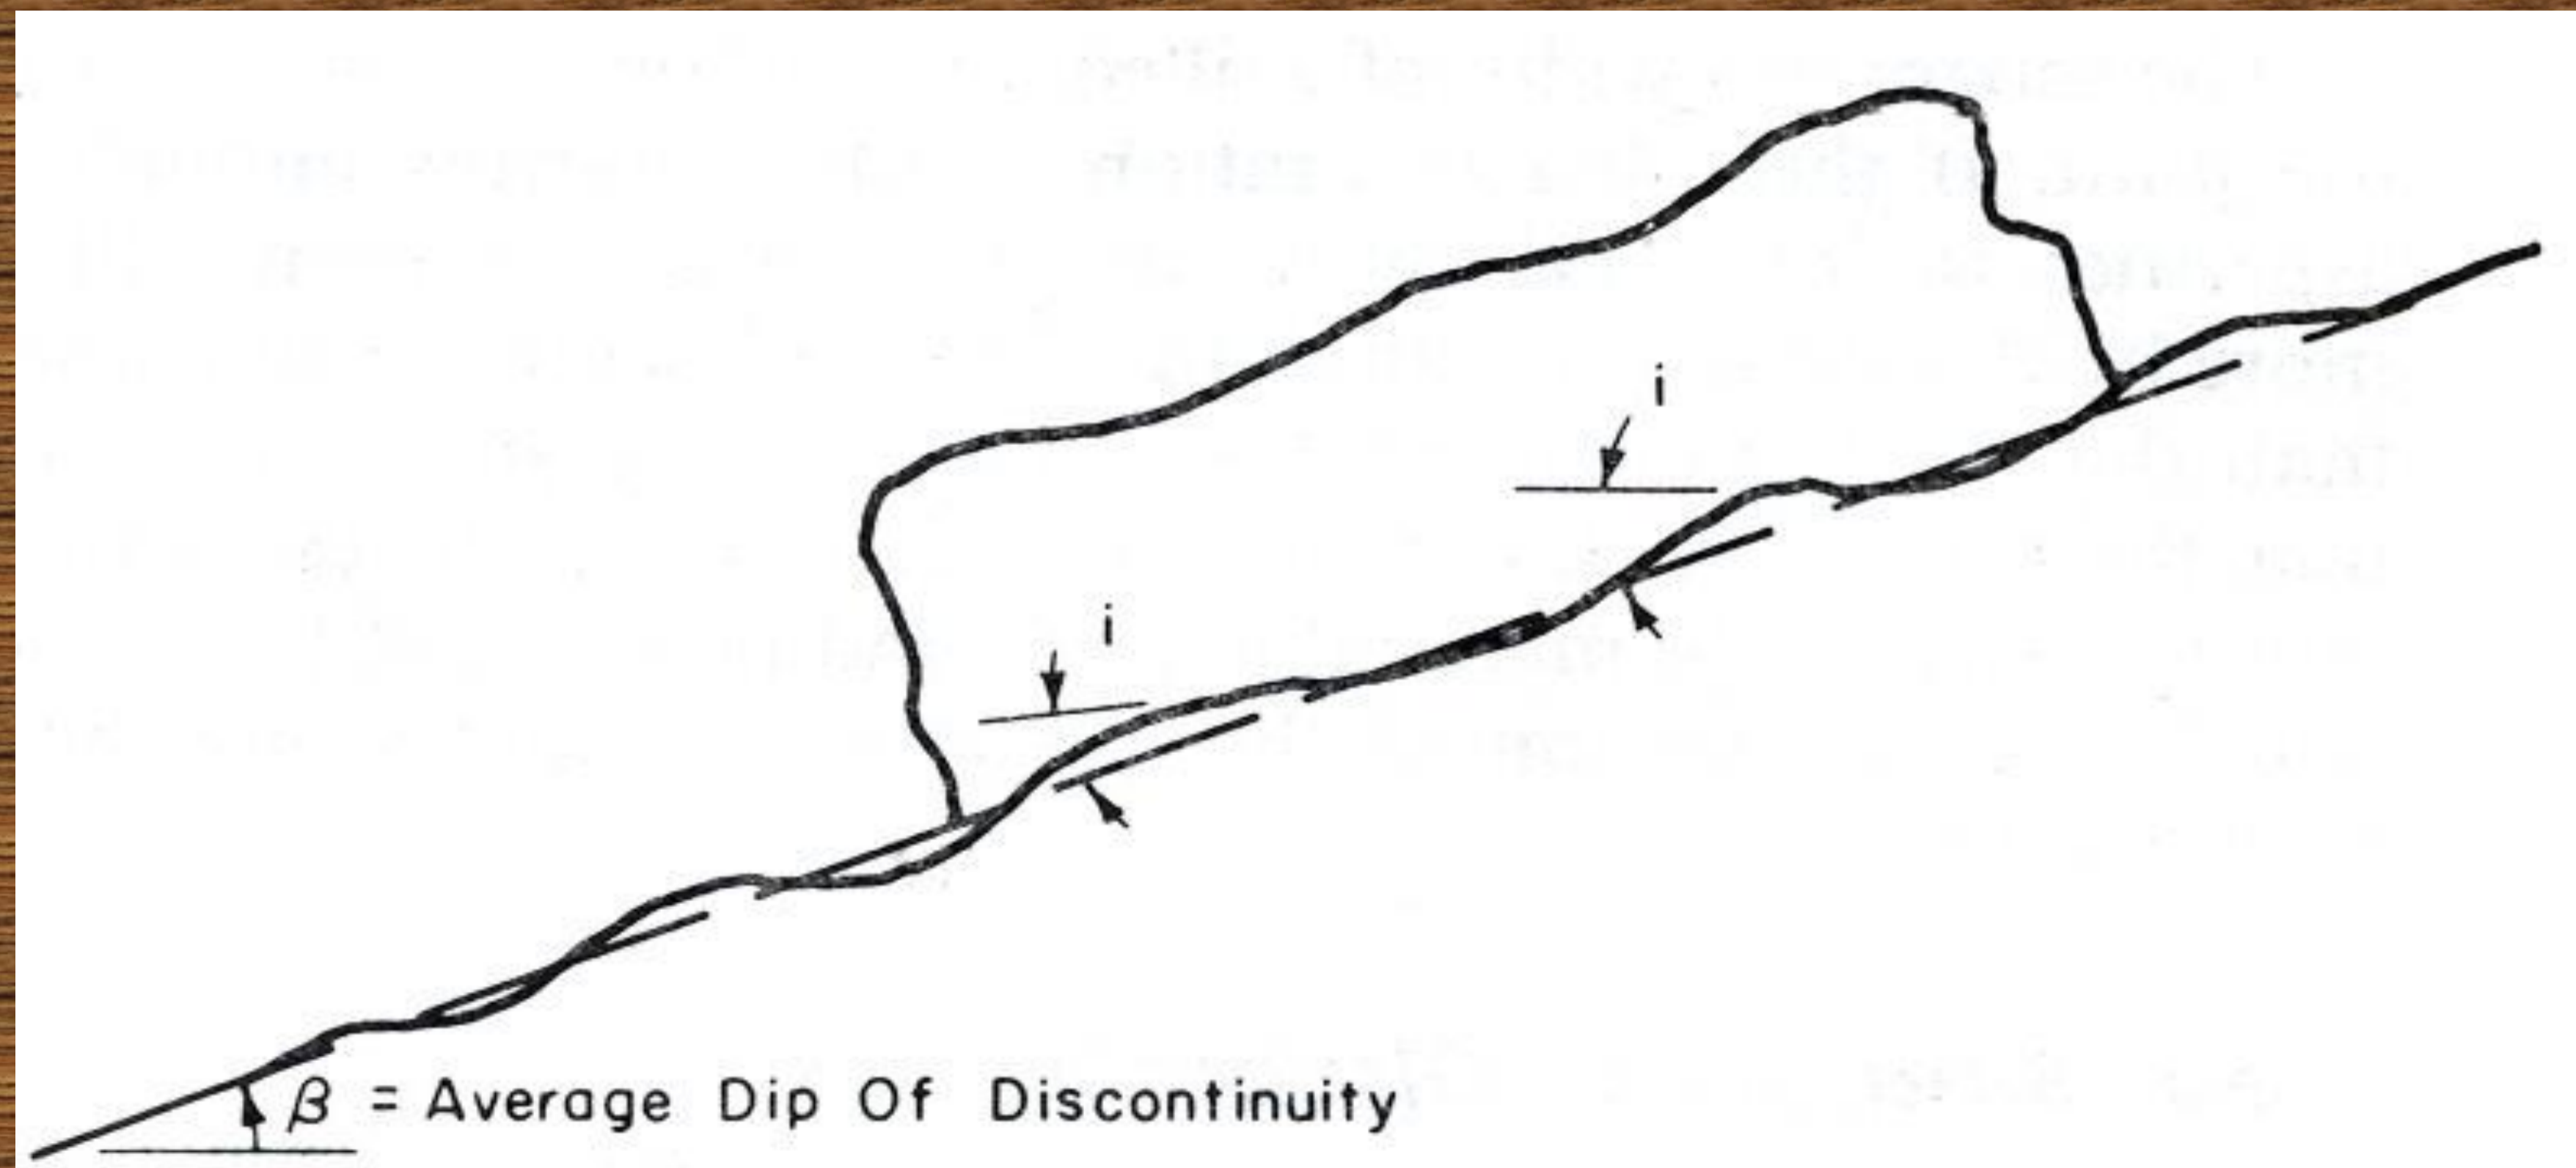 i
i
β = Average Dip Of Discontinuity